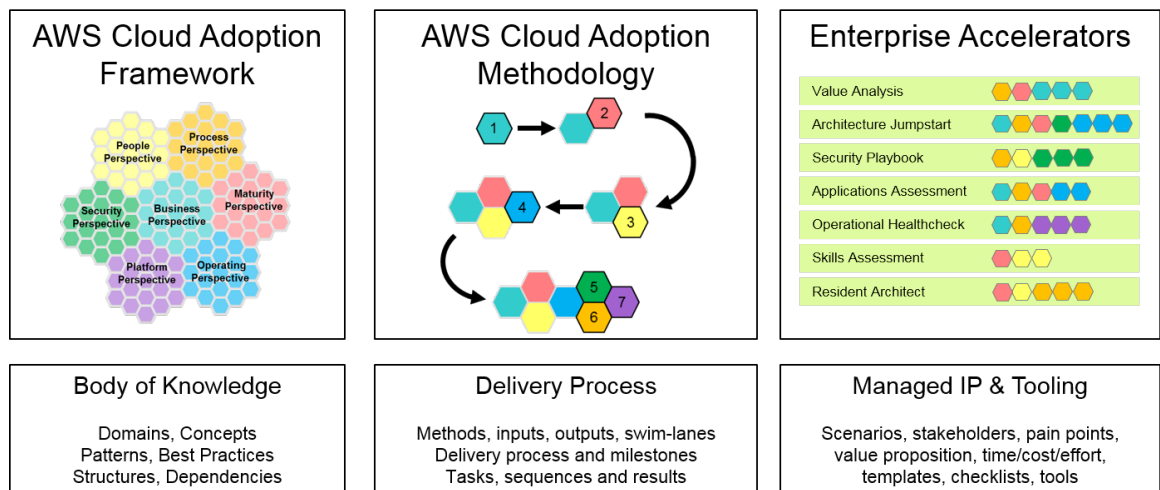 AWS Cloud Adoption
Framework
People
Perspective
Process
Perspective
Maturity
Perspective
Security
Perspective
Business
Perspective
Platform
Perspective
Operating
Perspective
AWS Cloud Adoption
Methodology
1
2
3
4
5
6
7
Enterprise Accelerators
Value Analysis
Architecture Jumpstart
Security Playbook
Applications Assessment
Operational Healthcheck
Skills Assessment
Resident Architect
Body of Knowledge
Domains, Concepts
Patterns, Best Practices
Structures, Dependencies
Delivery Process
Methods, inputs, outputs, swim-lanes
Delivery process and milestones
Tasks, sequences and results
Managed IP & Tooling
Scenarios, stakeholders, pain points,
value proposition, time/cost/effort,
templates, checklists, tools